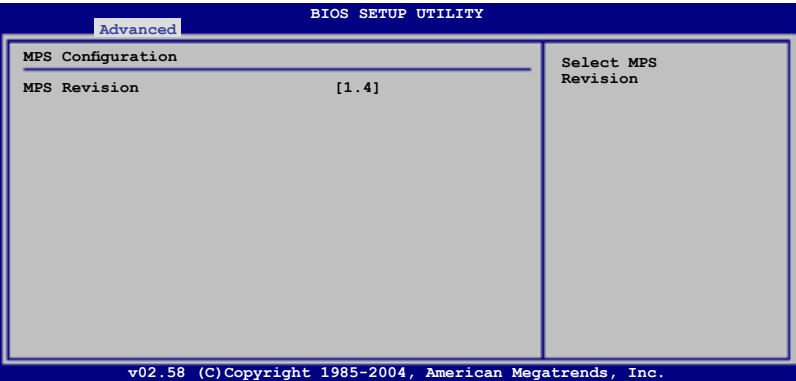 BIOS SETUP UTILITY
Advanced
MPS Configuration
MPS Revision [1.4]
Select MPS
Revision
v02.58 (C)Copyright 1985-2004, American Megatrends, Inc.